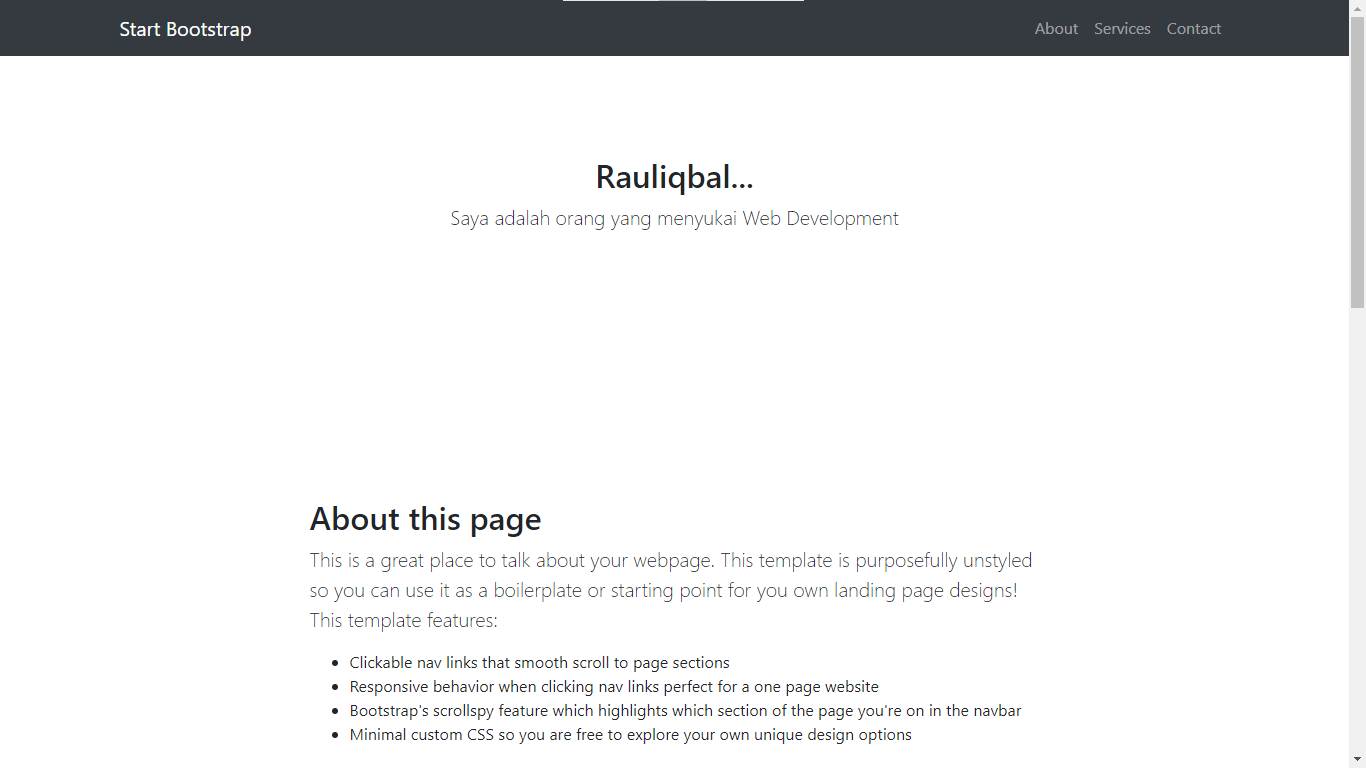 Start Bootstrap
About Services Contact
Rauliqbal...
Saya adalah orang yang menyukai Web Development
About this page
This is a great place to talk about your webpage. This template is purposefully unstyled
so you can use it as a boilerplate or starting point for you own landing page designs!
This template features:
Clickable nav links that smooth scroll to page sections
Responsive behavior when clicking nav links perfect for a one page website
Bootstrap's scrollspy feature which highlights which section of the page you're on in the navbar
Minimal custom CSS so you are free to explore your own unique design options